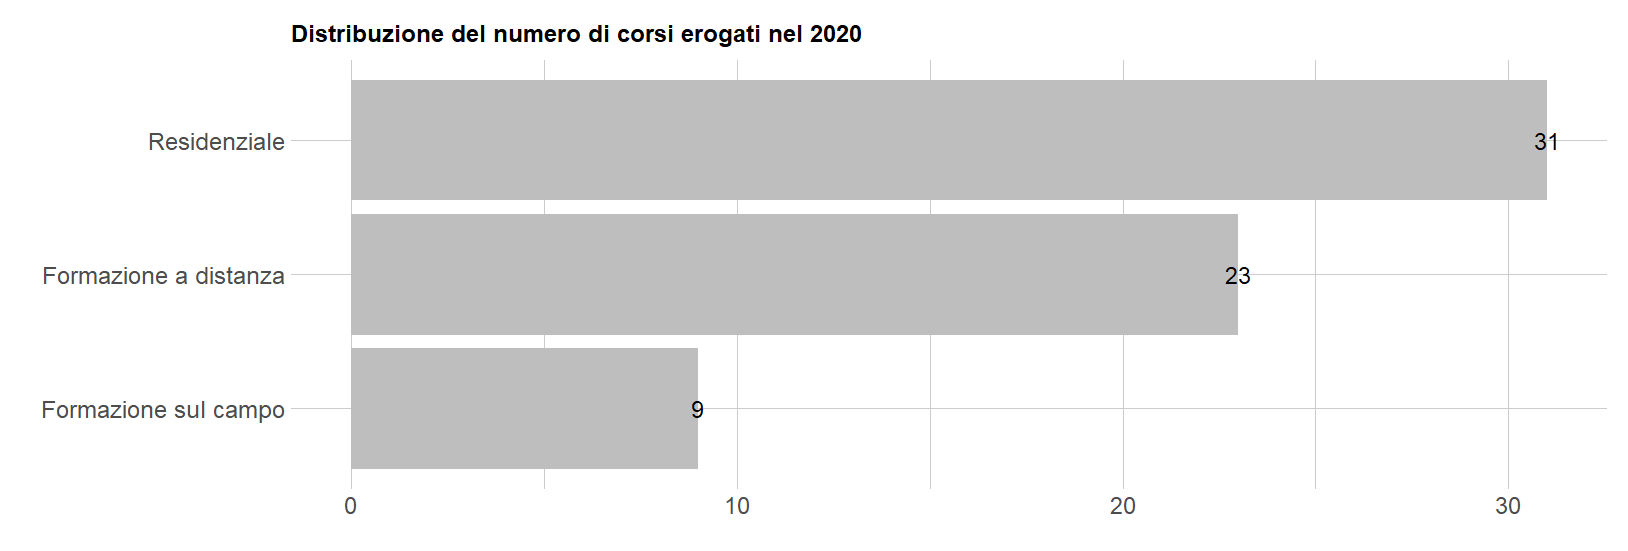 Distribuzione del numero di corsi erogati nel 2020
Residenziale
31
Formazione a distanza
23
Formazione sul campo
9
0 10 20 30